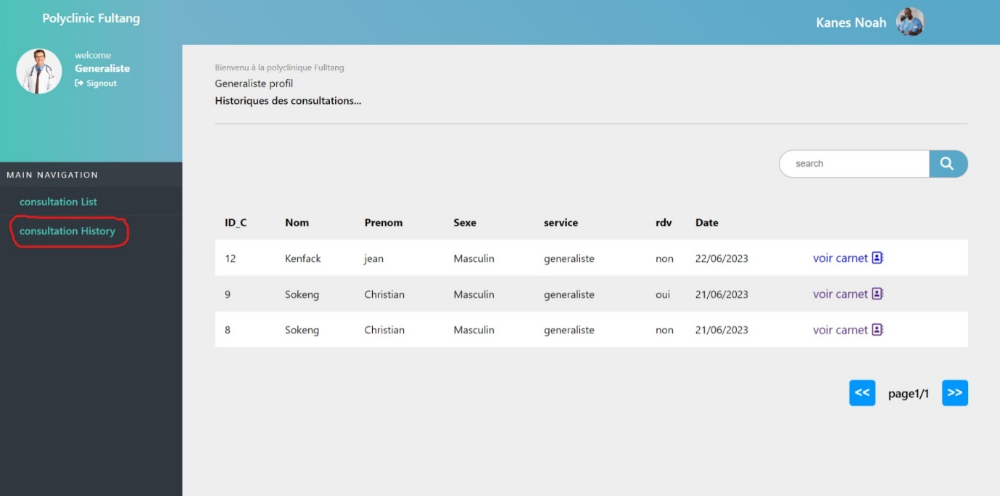 Polyclinic Fultang
Kanes Noah
welcome
Generaliste
Signout
Bienvenu à la polyclinique Fulltang
Generaliste profil
Historiques des consultations...
search
MAIN NAVIGATION
consultation List
consultation History
ID_C Nom Prenom Sexe service rdv Date
12 Kenfack jean Masculin generaliste non 22/06/2023 voir carnet
9 Sokeng Christian Masculin generaliste oui 21/06/2023 voir carnet
8 Sokeng Christian Masculin generaliste non 21/06/2023 voir carnet
<< page1/1 >>